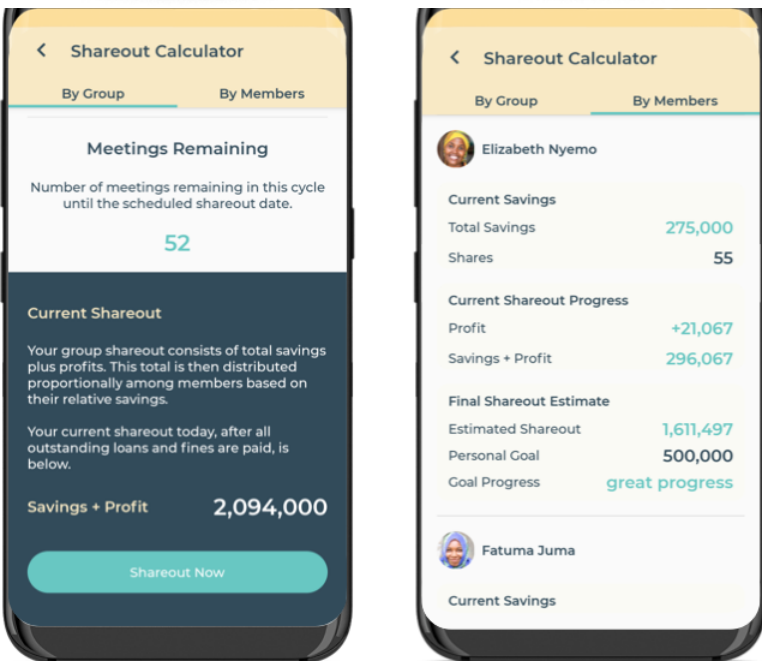 Shareout Calculator
By Group
By Members
Meetings Remaining
Number of meetings remaining in this cycle
until the scheduled shareout date.
52
Current Shareout
Your group shareout consists of total savings
plus profits. This total is then distributed
proportionally among members based on
their relative savings.
Your current shareout today, after all
outstanding loans and fines are paid, is
below.
Savings + Profit 2,094,000
Shareout Now
Shareout Calculator
By Group
By Members
Elizabeth Nyemo
Current Savings
Total Savings 275,000
Shares 55
Current Shareout Progress
Profit +21,067
Savings + Profit 296,067
Final Shareout Estimate
Estimated Shareout 1,611,497
Personal Goal 500,000
Goal Progress great progress
Fatuma Juma
Current Savings